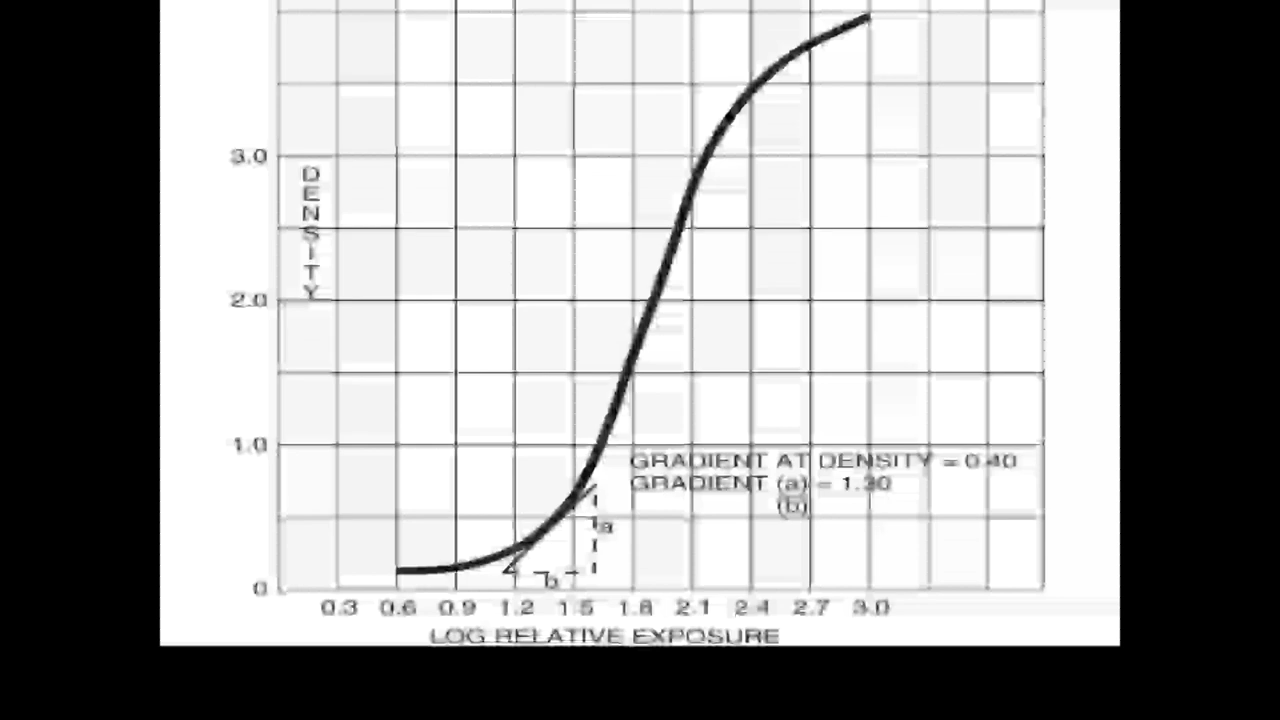 3.0
DENSITY
2.0
1.0
GRADIENT AT DENSITY = 0.40
GRADIENT (a) = 1.30
(b)
a
b
0
0.3 0.6 0.9 1.2 1.5 1.8 2.1 2.4 2.7 3.0
LOG RELATIVE EXPOSURE